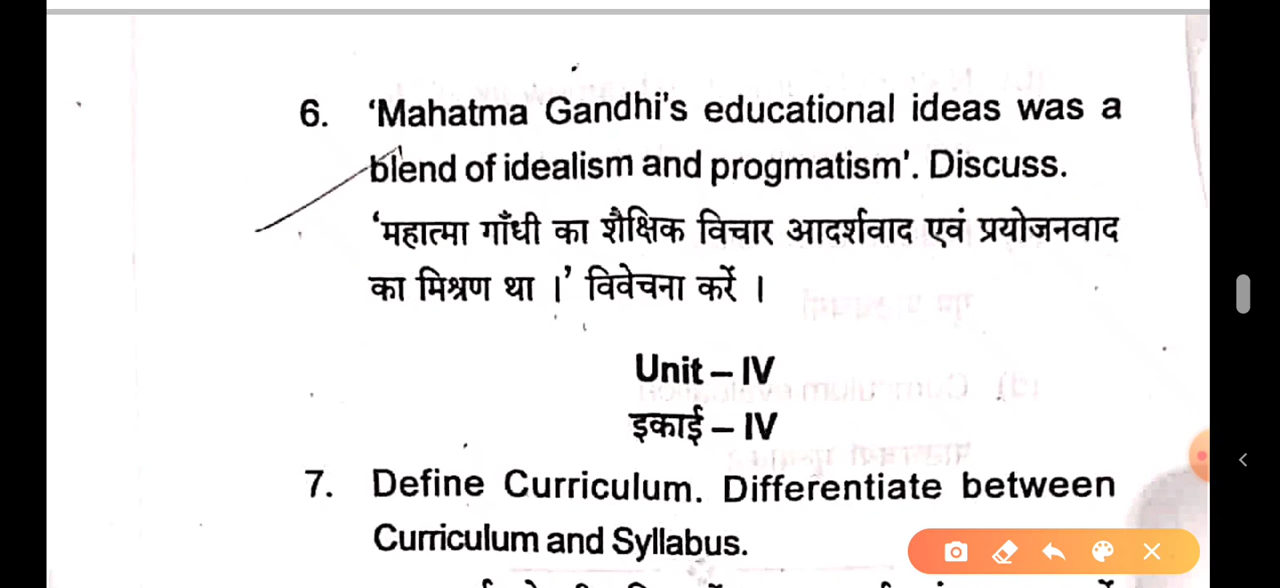 6. ‘Mahatma Gandhi's educational ideas was a
blend of idealism and progmatism'. Discuss.
‘महात्मा गाँधी का शैक्षिक विचार आदर्शवाद एवं प्रयोजनवाद
का मिश्रण था ।’ विवेचना करें ।
Unit – IV
इकाई – IV
7. Define Curriculum. Differentiate between
Curriculum and Syllabus.